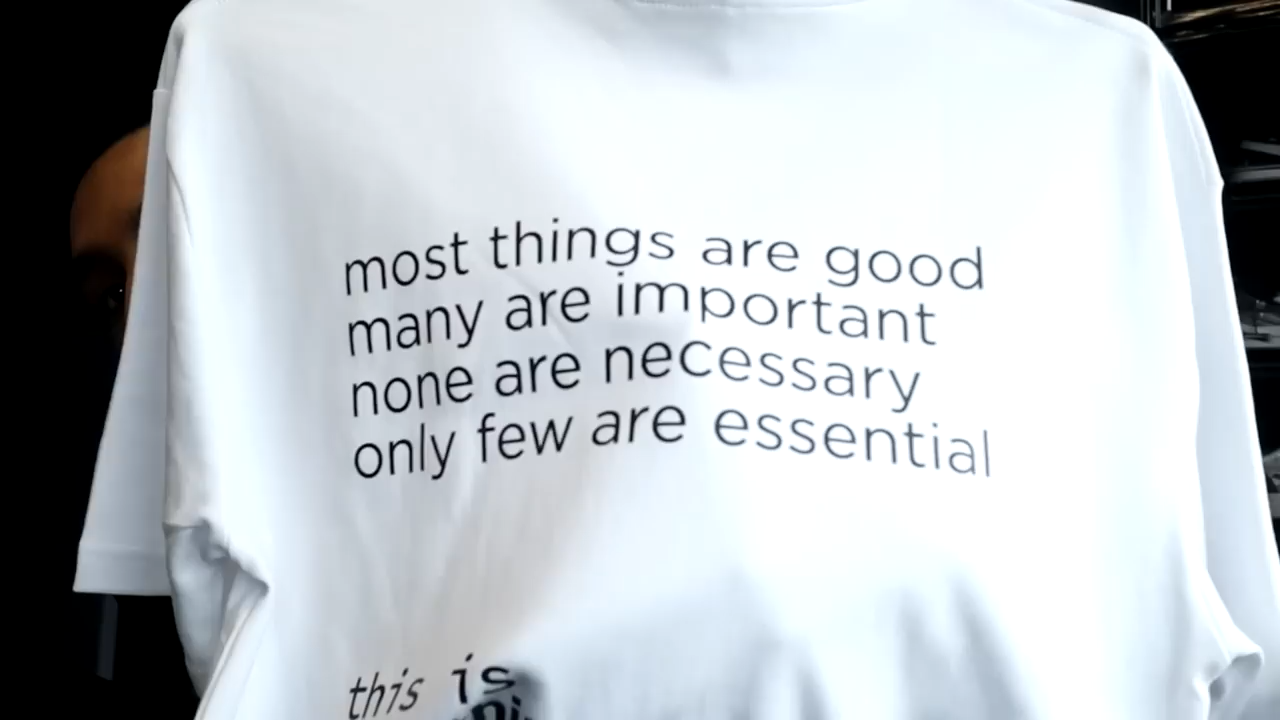 most things are good
many are important
none are necessary
only few are essential
this is